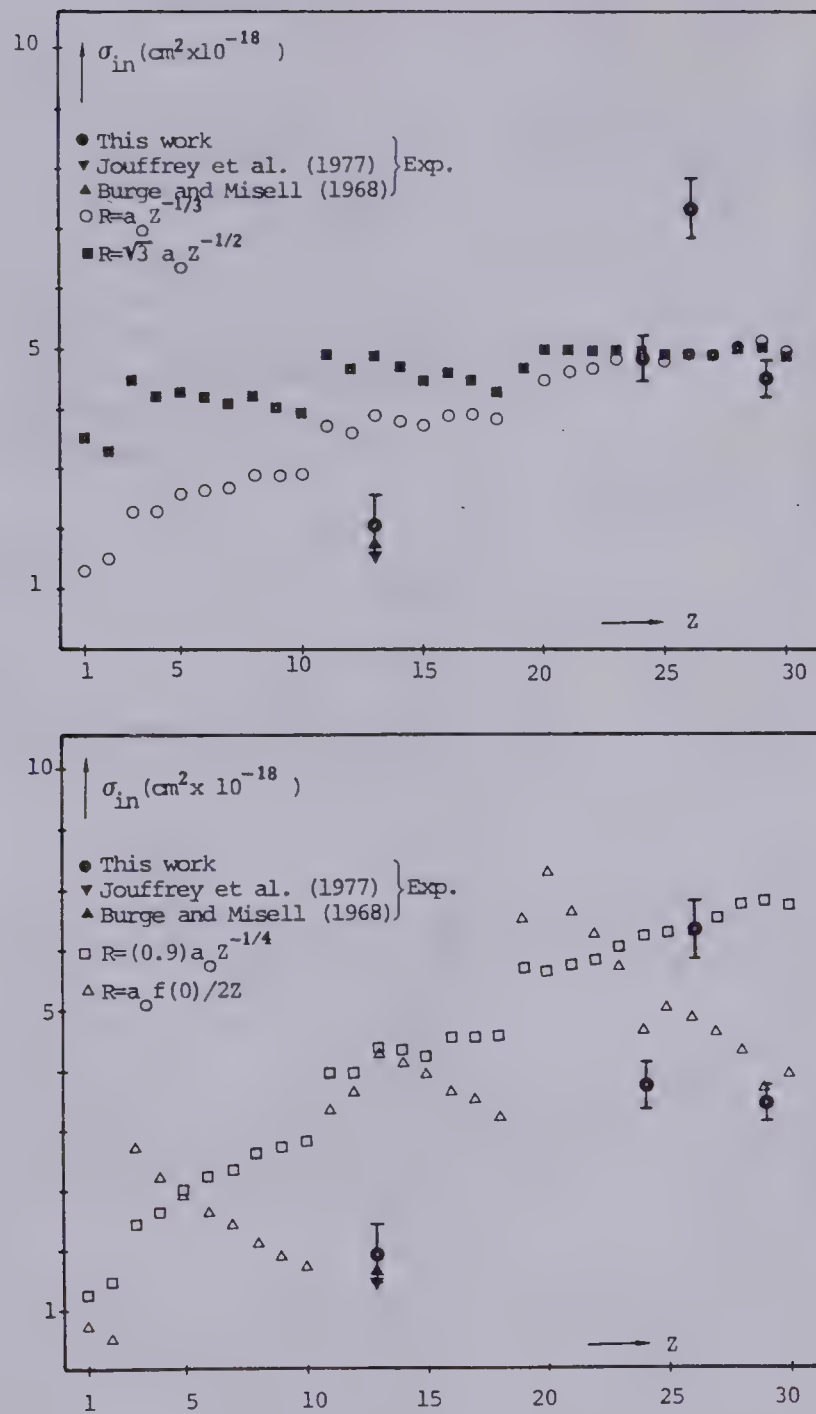 10
σin (cm²x10⁻¹⁸ )
● This work
▼ Jouffrey et al. (1977) } Exp.
▲ Burge and Misell (1968)
○ R=aoZ⁻¹/³
■ R=√3 aoZ⁻¹/²
5
1
Z
1 5 10 15 20 25 30
10
σin (cm²x 10⁻¹⁸ )
● This work
▼ Jouffrey et al. (1977) } Exp.
▲ Burge and Misell (1968)
□ R=(0.9)aoZ⁻¹/⁴
△ R=aof(0)/2Z
5
1
Z
1 5 10 15 20 25 30